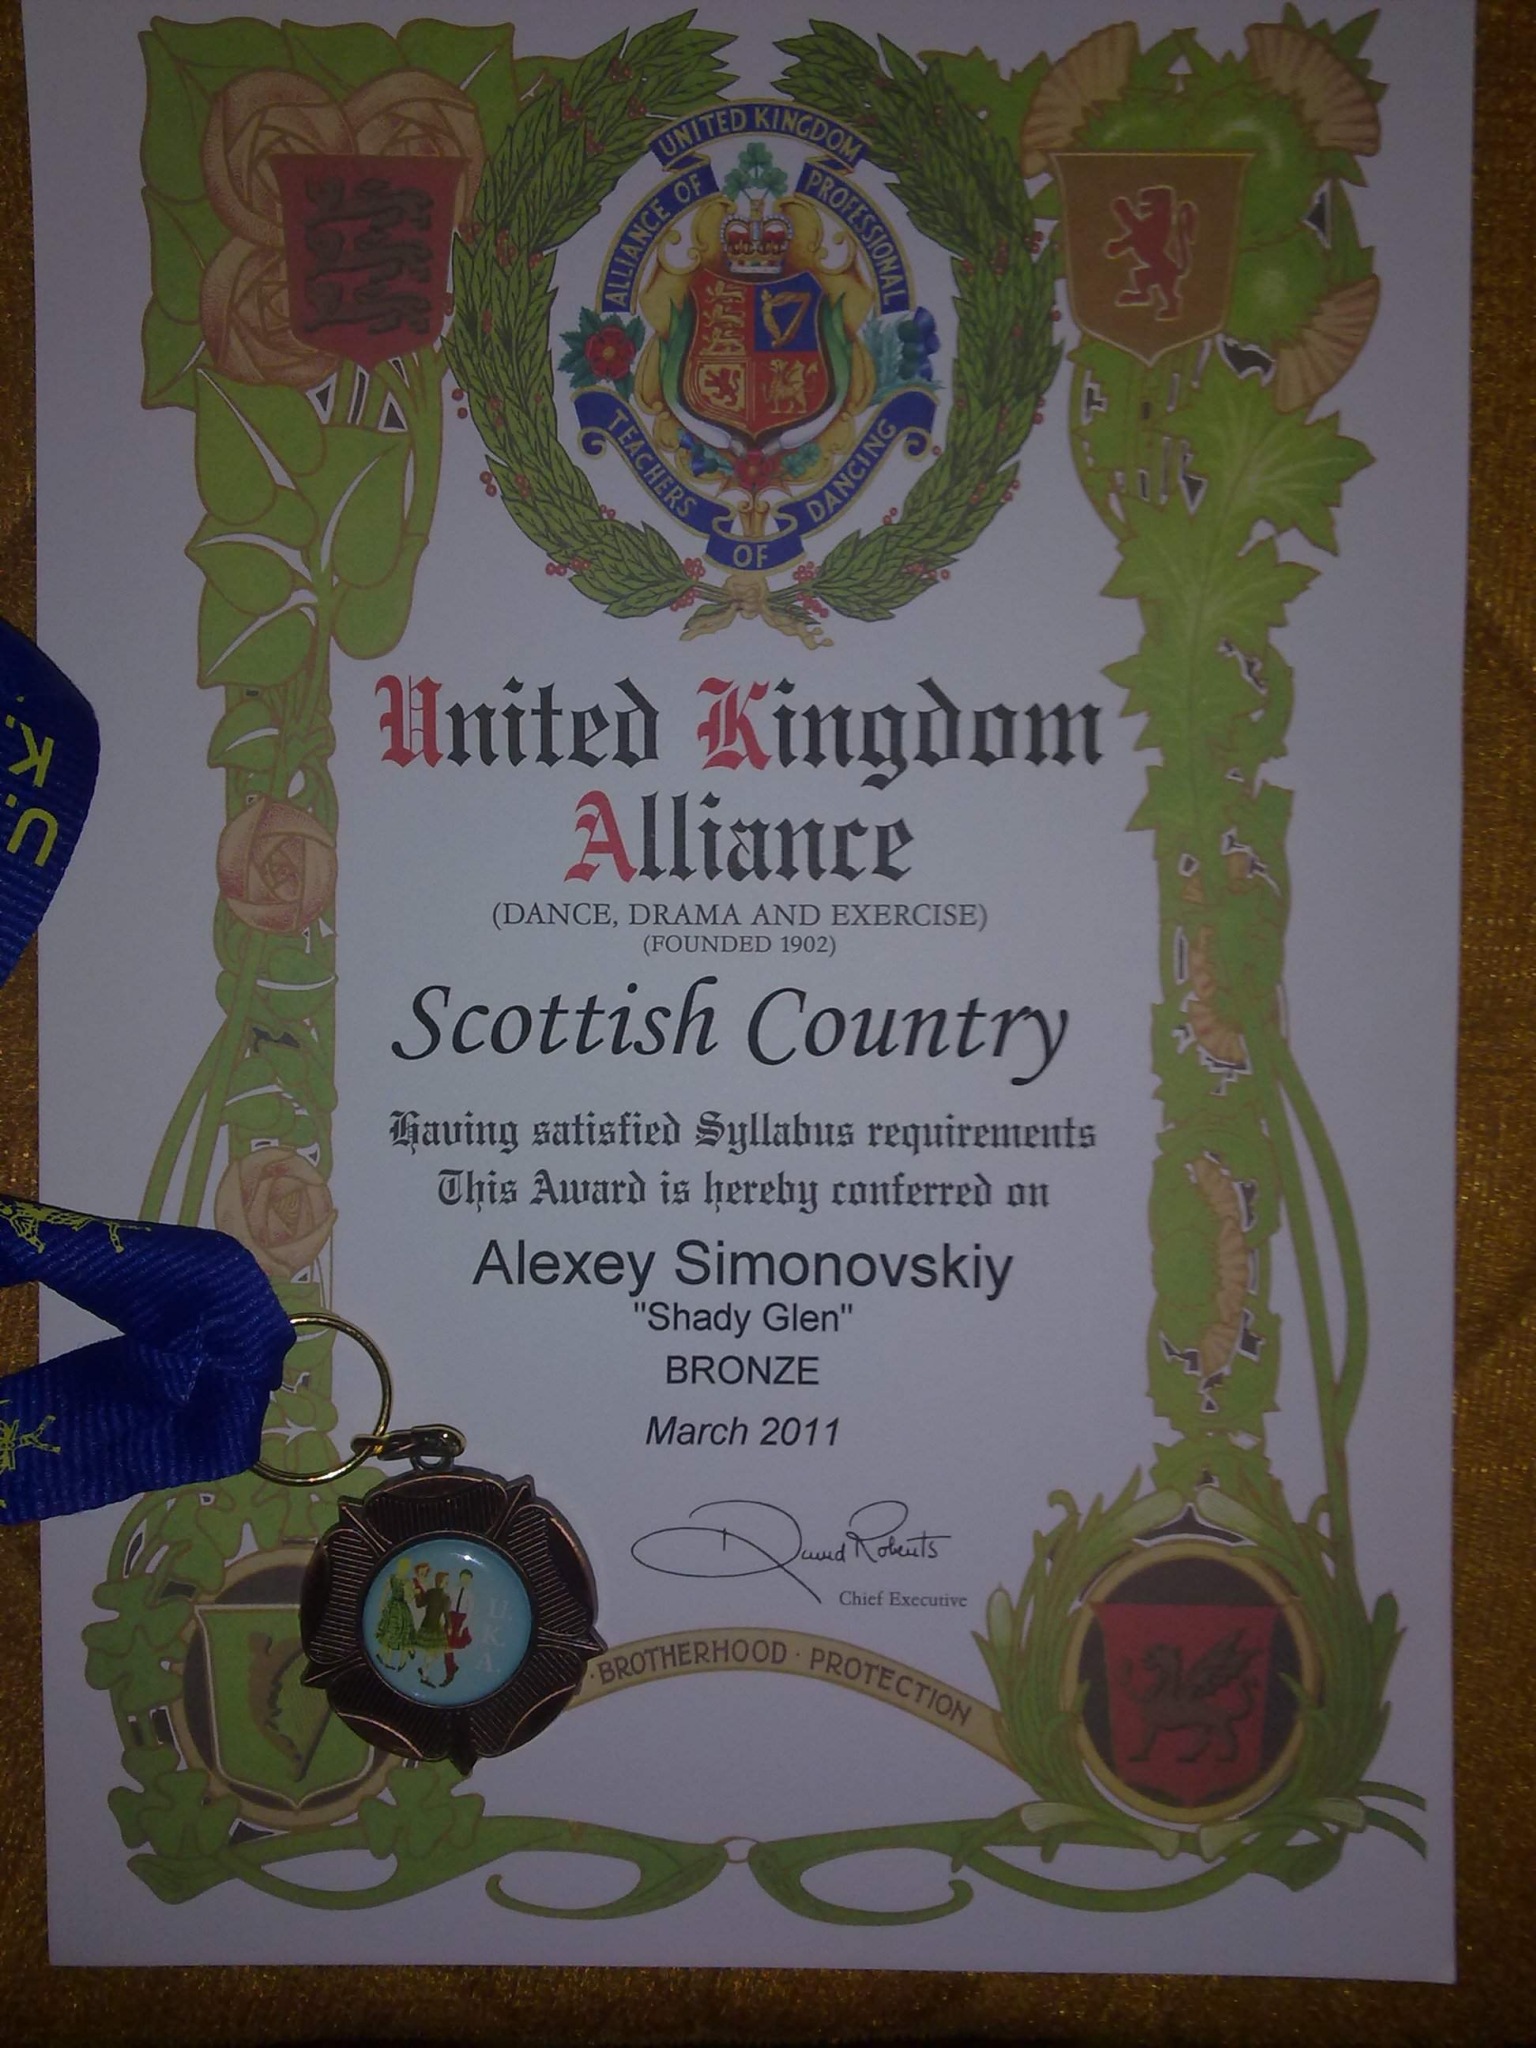 UNITED KINGDOM
ALLIANCE OF PROFESSIONAL
TEACHERS OF DANCING
United Kingdom
Alliance
(DANCE, DRAMA AND EXERCISE)
(FOUNDED 1902)
Scottish Country
Having satisfied Syllabus requirements
This Award is hereby conferred on
Alexey Simonovskiy
"Shady Glen"
BRONZE
March 2011
David Roberts
Chief Executive
·BROTHERHOOD · PROTECTION
U.K.
U.
K.
A.